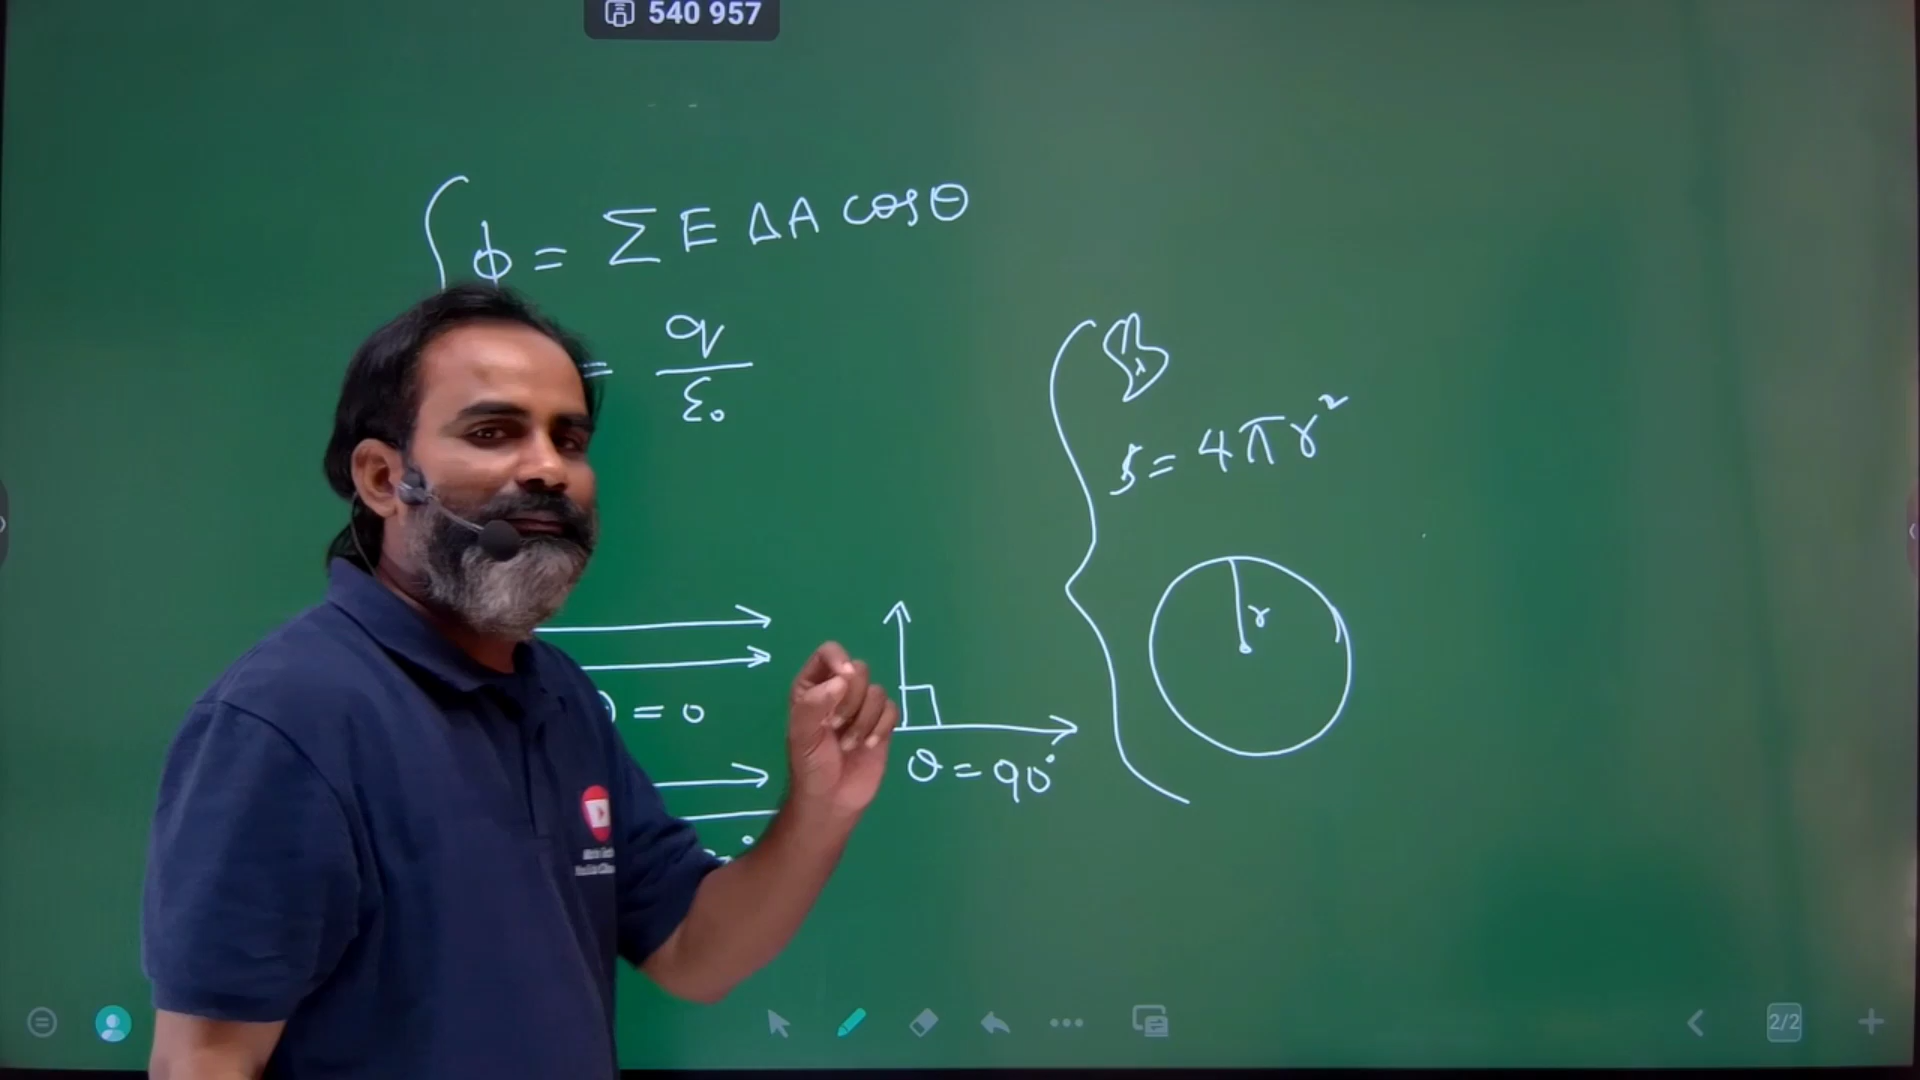 540 957
ϕ = Σ E ΔA cosθ
= q/ε₀
S = 4πr²
r
= 0
θ = 90°
2/2